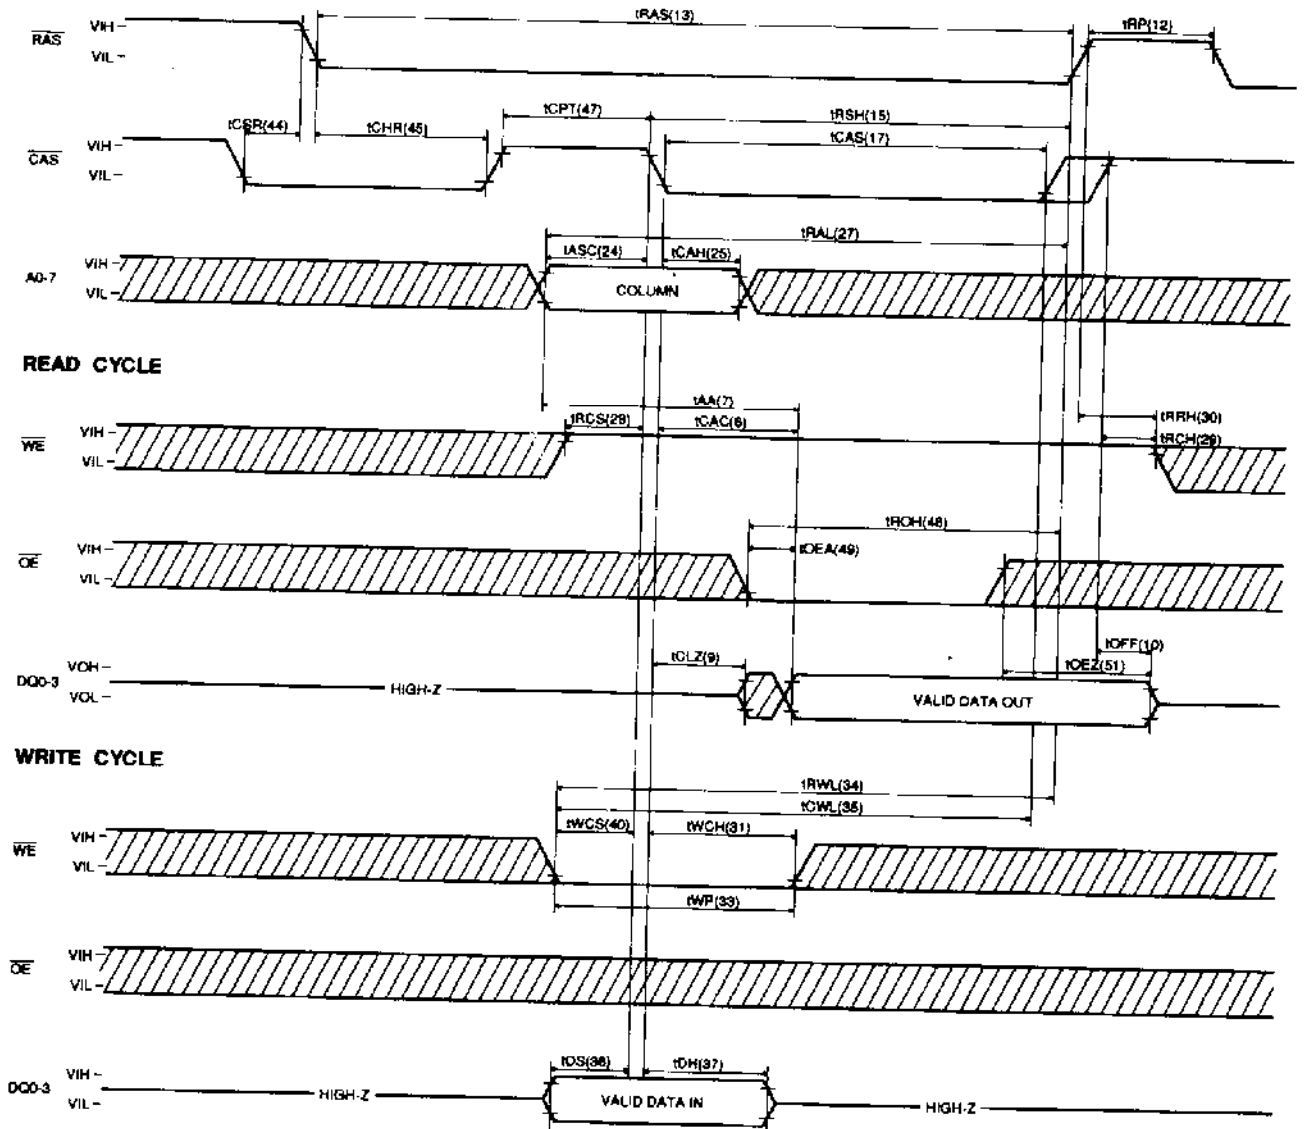 tRAS(13)
tRP(12)
RAS
VIH
VIL
tCSR(44)
tCHR(45)
tCPT(47)
tRSH(15)
tCAS(17)
CAS
VIH
VIL
tRAL(27)
tASC(24)
tCAH(25)
A0-7
VIH
VIL
COLUMN
READ CYCLE
tAA(7)
tRCS(28)
tCAC(6)
tRRH(30)
tRCH(29)
WE
VIH
VIL
tROH(48)
tOEA(49)
OE
VIH
VIL
tOFF(10)
tCLZ(9)
tOEZ(51)
DQ0-3
VOH
VOL
HIGH-Z
VALID DATA OUT
WRITE CYCLE
tRWL(34)
tCWL(35)
tWCS(40)
tWCH(31)
WE
VIH
VIL
tWP(33)
OE
VIH
VIL
tDS(36)
tDH(37)
DQ0-3
VIH
VIL
HIGH-Z
VALID DATA IN
HIGH-Z